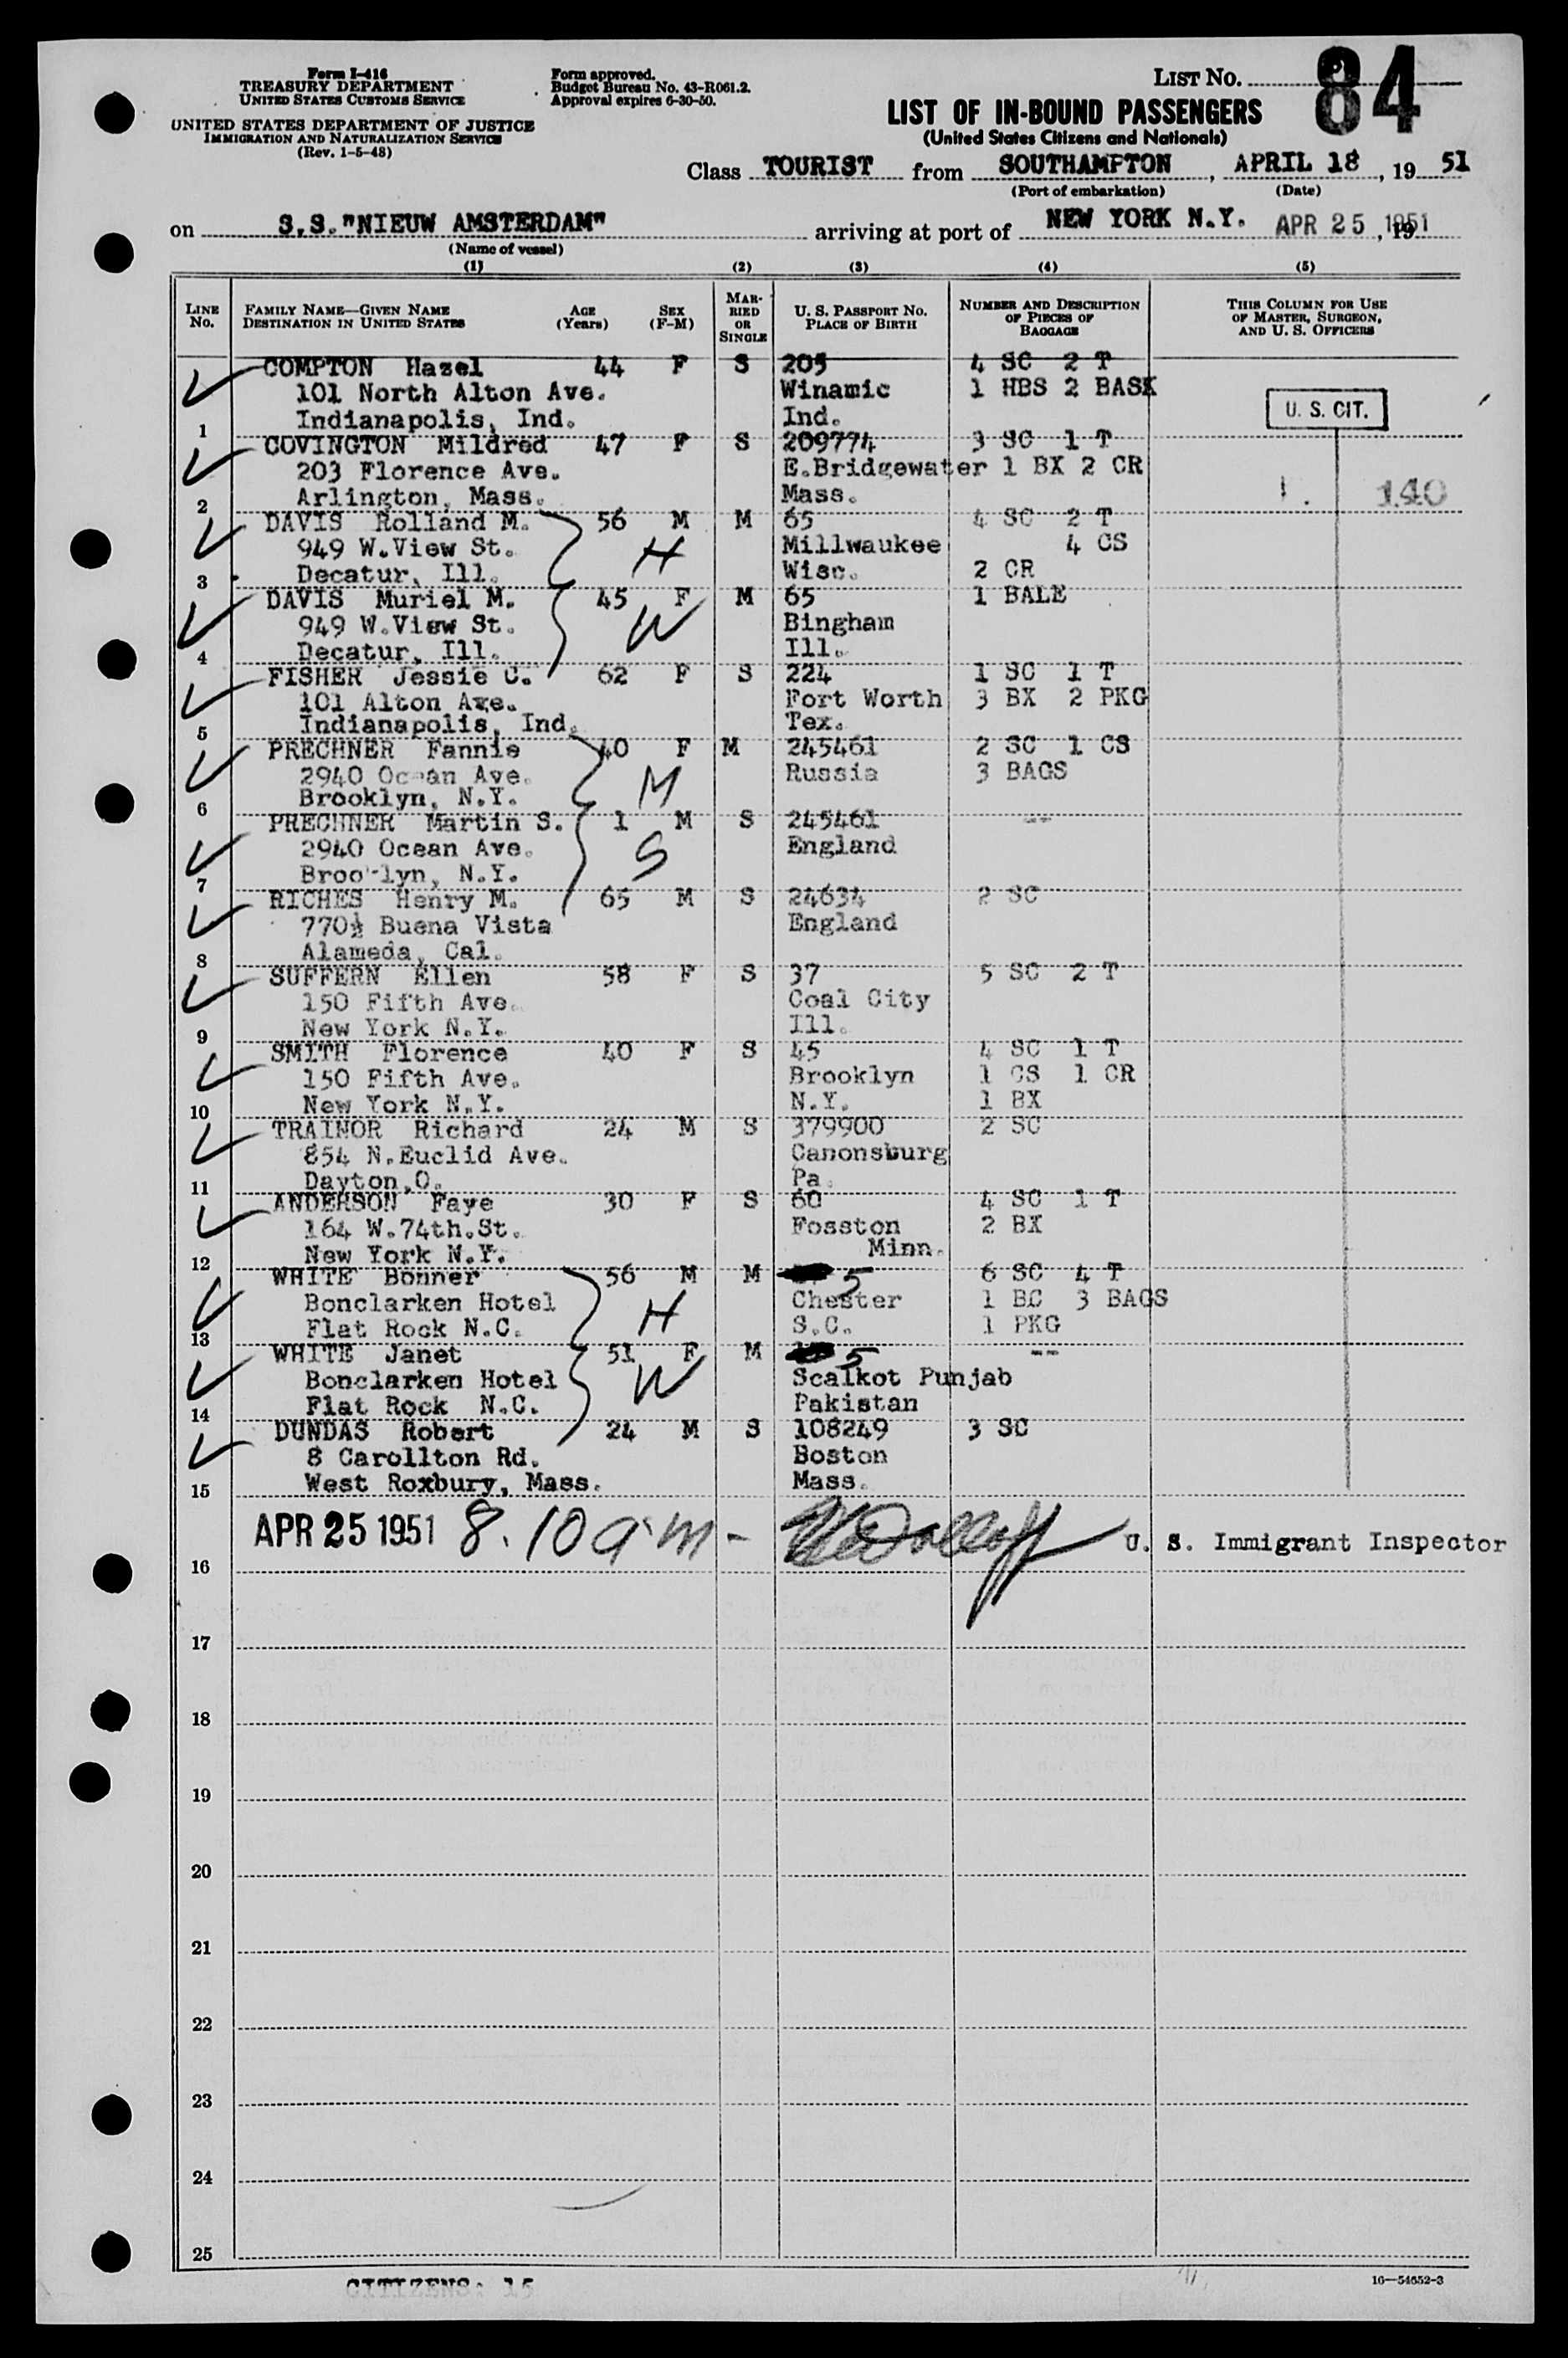 Form I-416
TREASURY DEPARTMENT
UNITED STATES CUSTOMS SERVICE
UNITED STATES DEPARTMENT OF JUSTICE
IMMIGRATION AND NATURALIZATION SERVICE
(Rev. 1-5-48)
Form approved.
Budget Bureau No. 43-R061.2.
Approval expires 6-30-50.
LIST NO. 84
LIST OF IN-BOUND PASSENGERS
(United States Citizens and Nationals)
Class TOURIST from SOUTHAMPTON, APRIL 18, 19 51
(Port of embarkation) (Date)
on S.S."NIEUW AMSTERDAM" arriving at port of NEW YORK N.Y. APR 25 1951, 19
(Name of vessel)
(1) (2) (3) (4) (5)
LINE NO. FAMILY NAME—GIVEN NAME DESTINATION IN UNITED STATES AGE (Years) SEX (F-M) MARRIED OR SINGLE U. S. PASSPORT NO. PLACE OF BIRTH NUMBER AND DESCRIPTION OF PIECES OF BAGGAGE THIS COLUMN FOR USE OF MASTER, SURGEON, AND U. S. OFFICERS
COMPTON Hazel 44 F S 205 4 SC 2 T
101 North Alton Ave. Winamic 1 HBS 2 BASK
1 Indianapolis, Ind. Ind. U. S. CIT.
COVINGTON Mildred 47 F S 209774 3 SC 1 T
203 Florence Ave. E.Bridgewater 1 BX 2 CR
2 Arlington, Mass. Mass. 140
DAVIS Rolland M. 56 M M 65 4 SC 2 T
949 W.View St. H Millwaukee 4 CS
3 Decatur, Ill. Wisc. 2 CR
DAVIS Muriel M. 45 F M 65 1 BALE
949 W.View St. W Bingham
4 Decatur, Ill. Ill.
FISHER Jessie C. 62 F S 224 1 SC 1 T
101 Alton Ave. Fort Worth 3 BX 2 PKG
5 Indianapolis, Ind. Tex.
PRECHNER Fannie 40 F M 245461 2 SC 1 CS
2940 Ocean Ave. M Russia 3 BAGS
6 Brooklyn, N.Y.
PRECHNER Martin S. 1 M S 245461 --
2940 Ocean Ave. S England
7 Brooklyn, N.Y.
RICHES Henry M. 65 M S 24634 2 SC
770½ Buena Vista England
8 Alameda, Cal.
SUFFERN Ellen 58 F S 37 5 SC 2 T
150 Fifth Ave. Coal City
9 New York N.Y. Ill.
SMITH Florence 40 F S 45 4 SC 1 T
150 Fifth Ave. Brooklyn 1 CS 1 CR
10 New York N.Y. N.Y. 1 BX
TRAINOR Richard 24 M S 379900 2 SC
854 N.Euclid Ave. Canonsburg
11 Dayton,O. Pa.
ANDERSON Faye 30 F S 60 4 SC 1 T
164 W.74th.St. Fosston 2 BX
12 New York N.Y. Minn.
WHITE Bonner 56 M M 5 6 SC 4 T
Bonclarken Hotel H Chester 1 BC 3 BAGS
13 Flat Rock N.C. S.C. 1 PKG
WHITE Janet 51 F M 5 --
Bonclarken Hotel W Scalkot Punjab
14 Flat Rock N.C. Pakistan
DUNDAS Robert 24 M S 108249 3 SC
8 Carollton Rd. Boston
15 West Roxbury, Mass. Mass.
APR 25 1951 8.10 am - U. S. Immigrant Inspector
16
17
18
19
20
21
22
23
24
25
CITIZENS: 15
16—54652-3